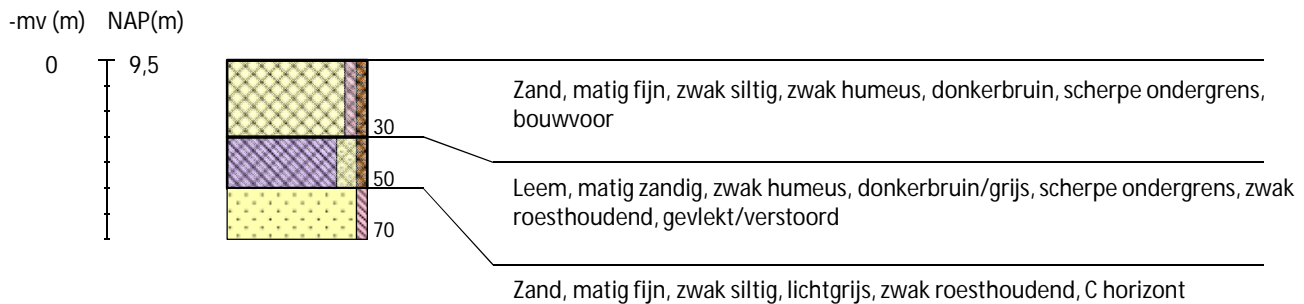 -mv (m) NAP(m)
0 9,5
Zand, matig fijn, zwak siltig, zwak humeus, donkerbruin, scherpe ondergrens,
bouwvoor
30
Leem, matig zandig, zwak humeus, donkerbruin/grijs, scherpe ondergrens, zwak
roesthoudend, gevlekt/verstoord
50
70
Zand, matig fijn, zwak siltig, lichtgrijs, zwak roesthoudend, C horizont